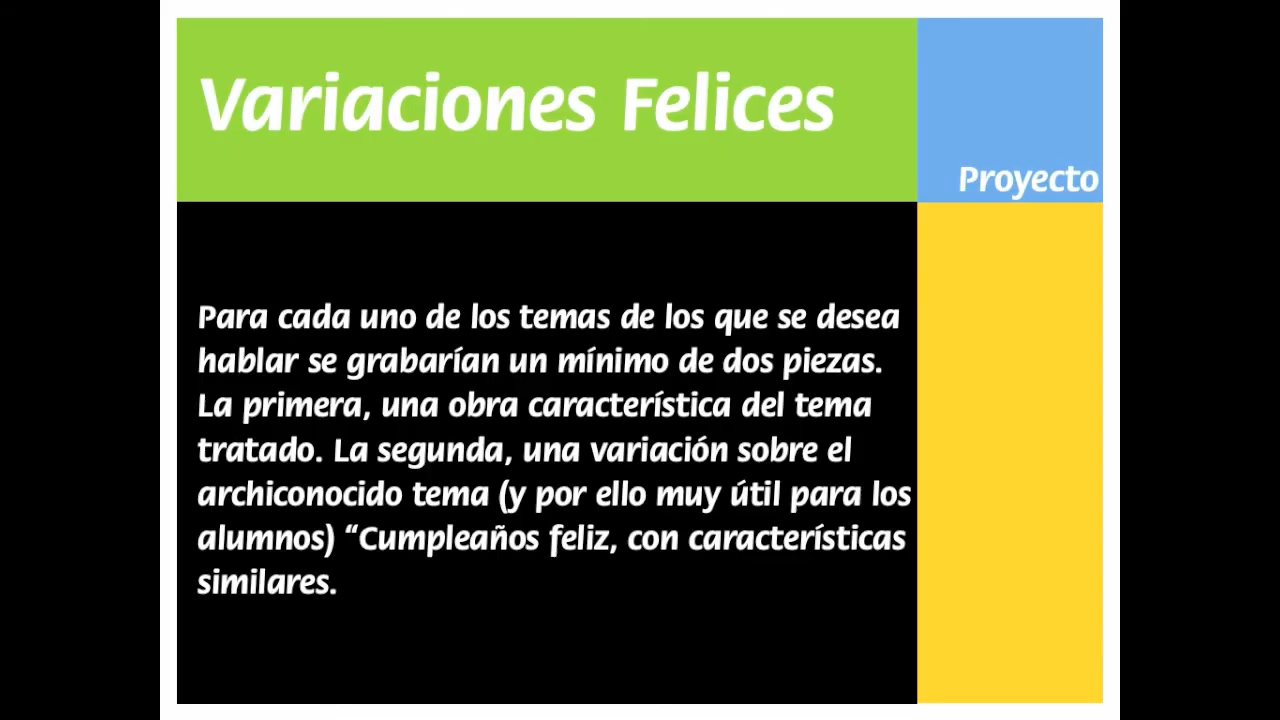 Variaciones Felices
Proyecto
Para cada uno de los temas de los que se desea
hablar se grabarían un mínimo de dos piezas.
La primera, una obra característica del tema
tratado. La segunda, una variación sobre el
archiconocido tema (y por ello muy útil para los
alumnos) “Cumpleaños feliz, con características
similares.